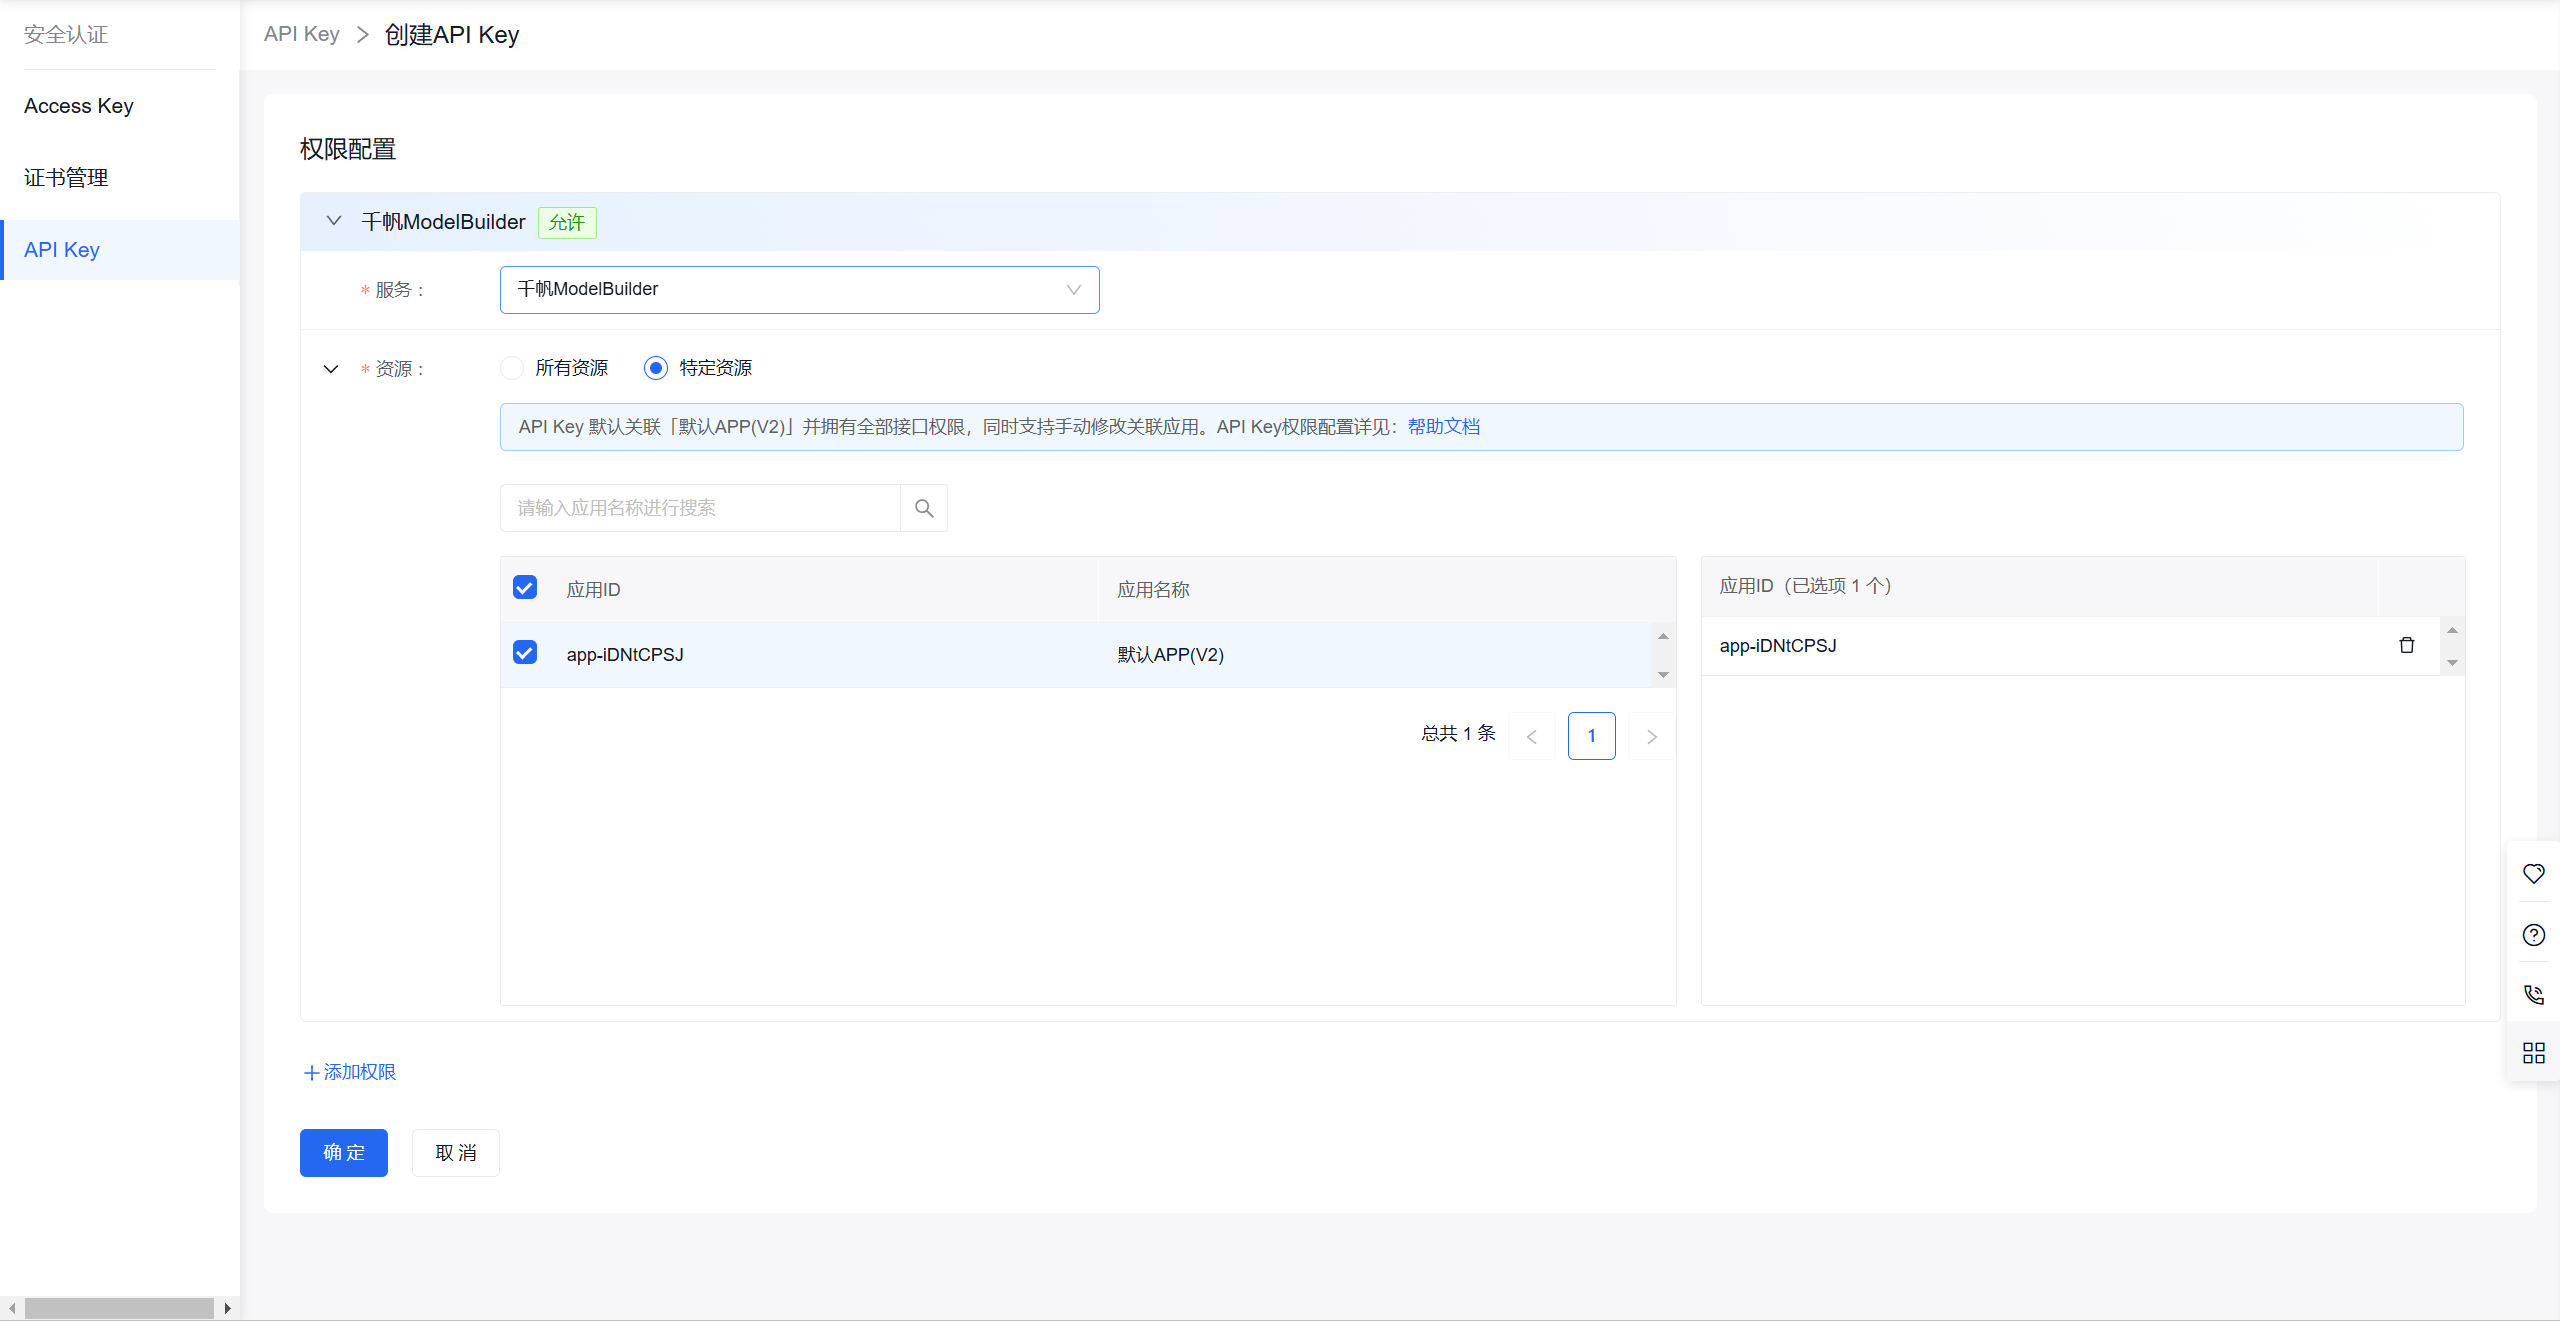 安全认证
Access Key
证书管理
API Key
API Key > 创建API Key
权限配置
千帆ModelBuilder 允许
* 服务：
千帆ModelBuilder
* 资源：
所有资源 特定资源
API Key 默认关联「默认APP(V2)」并拥有全部接口权限，同时支持手动修改关联应用。API Key权限配置详见：帮助文档
请输入应用名称进行搜索
应用ID 应用名称
app-iDNtCPSJ 默认APP(V2)
总共 1 条 < 1 >
应用ID（已选项 1 个）
app-iDNtCPSJ
+添加权限
确 定 取 消